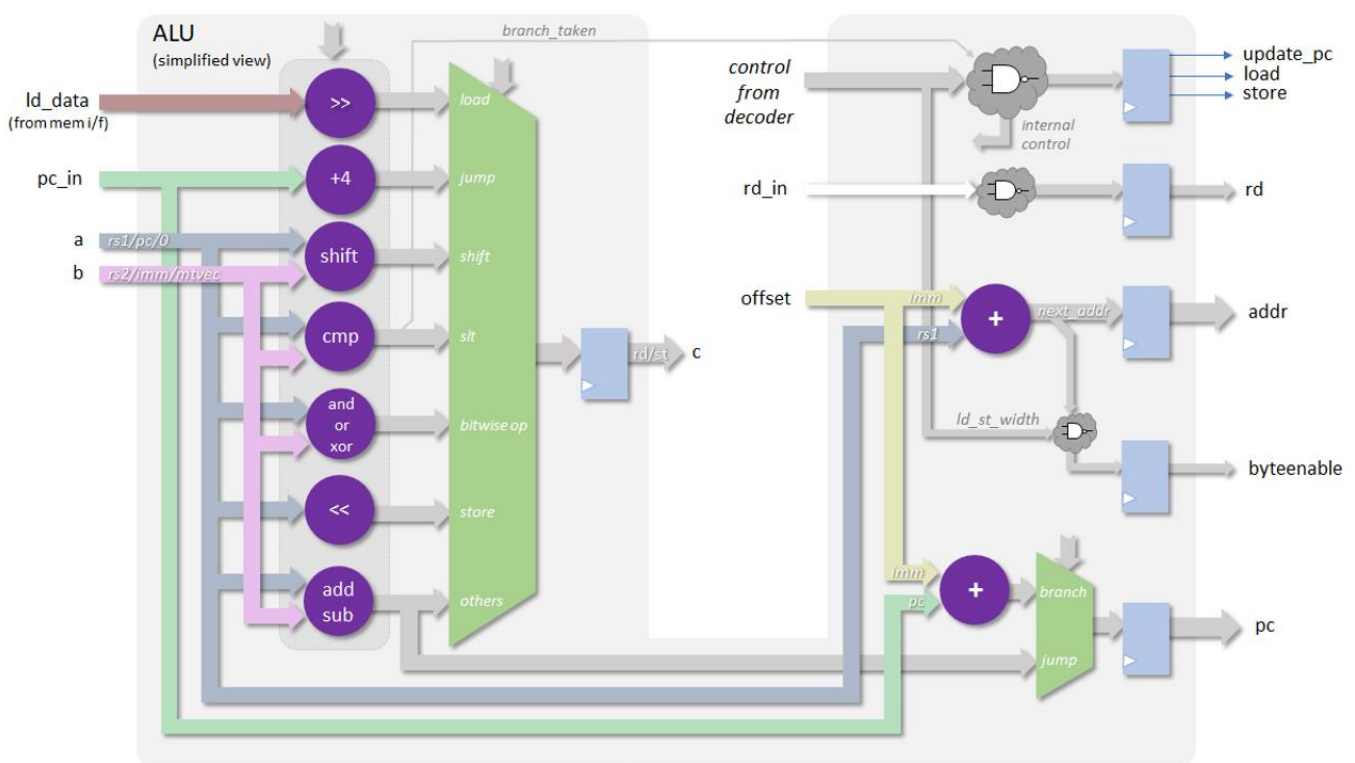 ALU
(simplified view)
ld_data
(from mem i/f)
pc_in
a
rs1/pc/0
b
rs2/imm/mtvec
>>
+4
shift
cmp
and
or
xor
<<
add
sub
load
jump
shift
slt
bitwise op
store
others
rd/st
c
branch_taken
control
from
decoder
internal
control
update_pc
load
store
rd_in
rd
offset
imm
rs1
+
next_addr
addr
ld_st_width
byteenable
imm
pc
+
branch
jump
pc